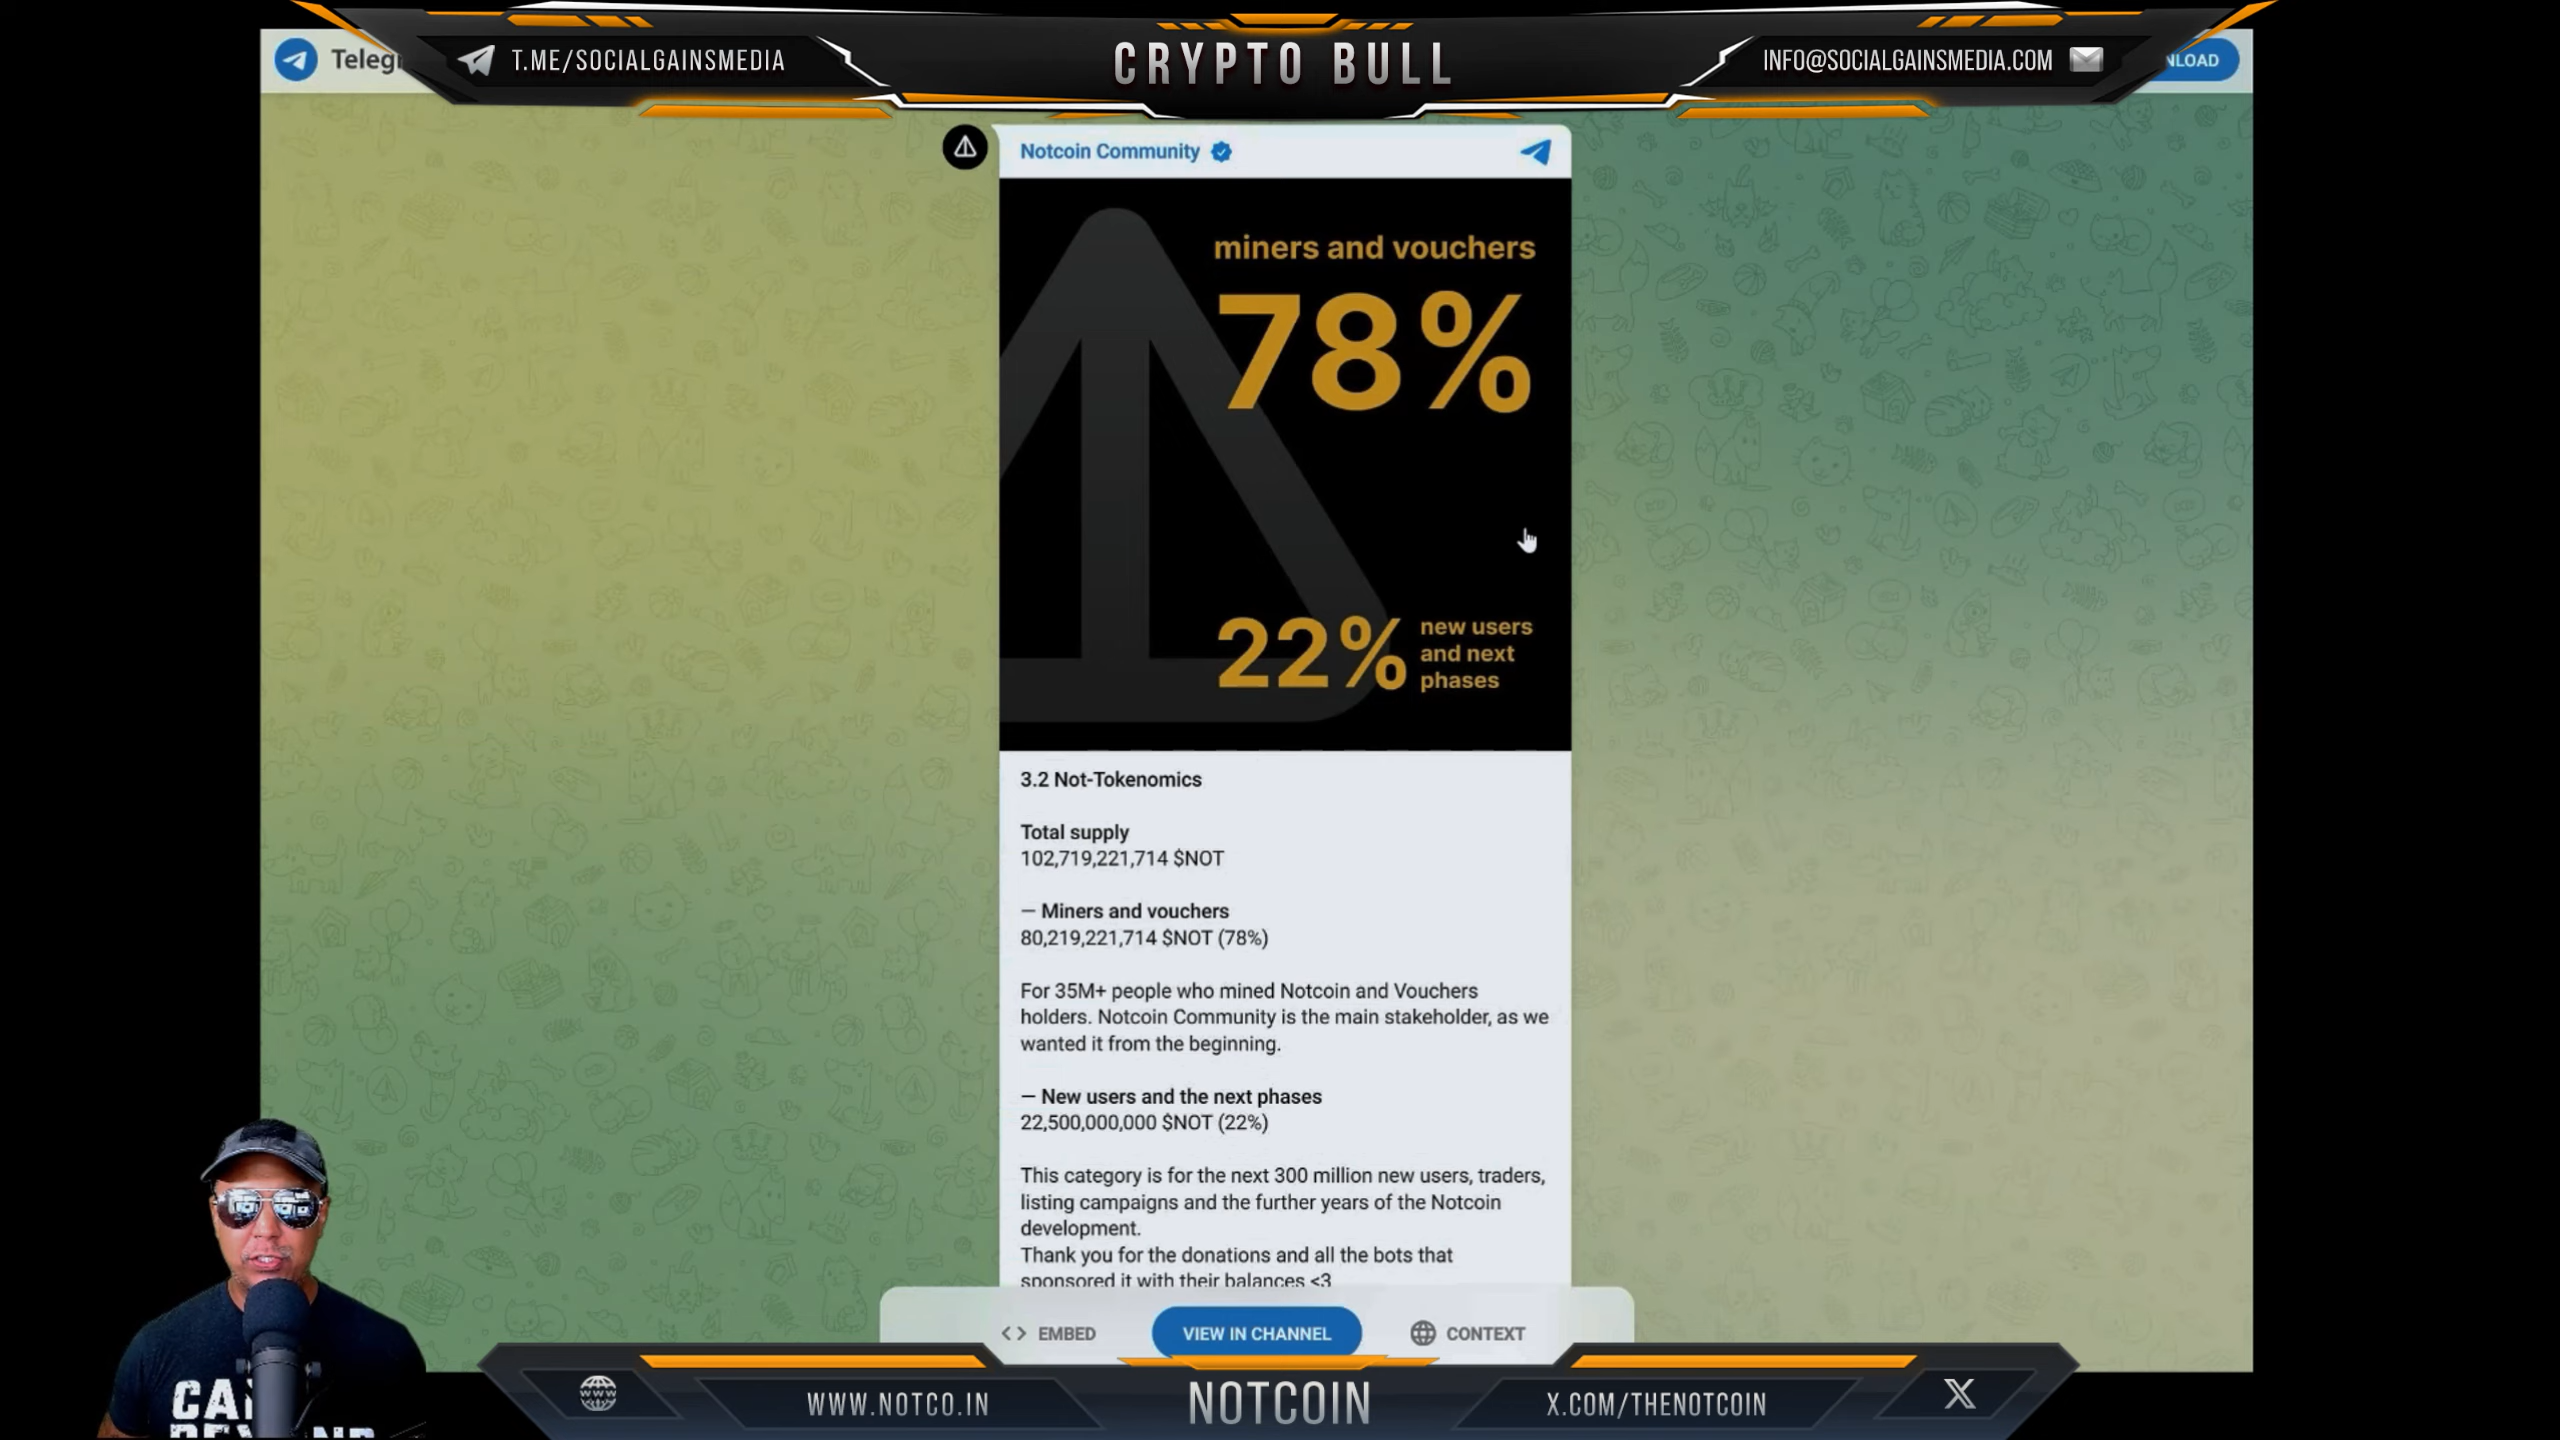 Teleg
T.ME/SOCIALGAINSMEDIA
CRYPTO BULL
INFO@SOCIALGAINSMEDIA.COM
NLOAD
Notcoin Community
miners and vouchers
78%
22%
new users
and next
phases
3.2 Not-Tokenomics
Total supply
102,719,221,714 $NOT
— Miners and vouchers
80,219,221,714 $NOT (78%)
For 35M+ people who mined Notcoin and Vouchers
holders. Notcoin Community is the main stakeholder, as we
wanted it from the beginning.
— New users and the next phases
22,500,000,000 $NOT (22%)
This category is for the next 300 million new users, traders,
listing campaigns and the further years of the Notcoin
development.
Thank you for the donations and all the bots that
sponsored it with their balances <3
EMBED
VIEW IN CHANNEL
CONTEXT
WWW
WWW.NOTCO.IN
NOTCOIN
X.COM/THENOTCOIN